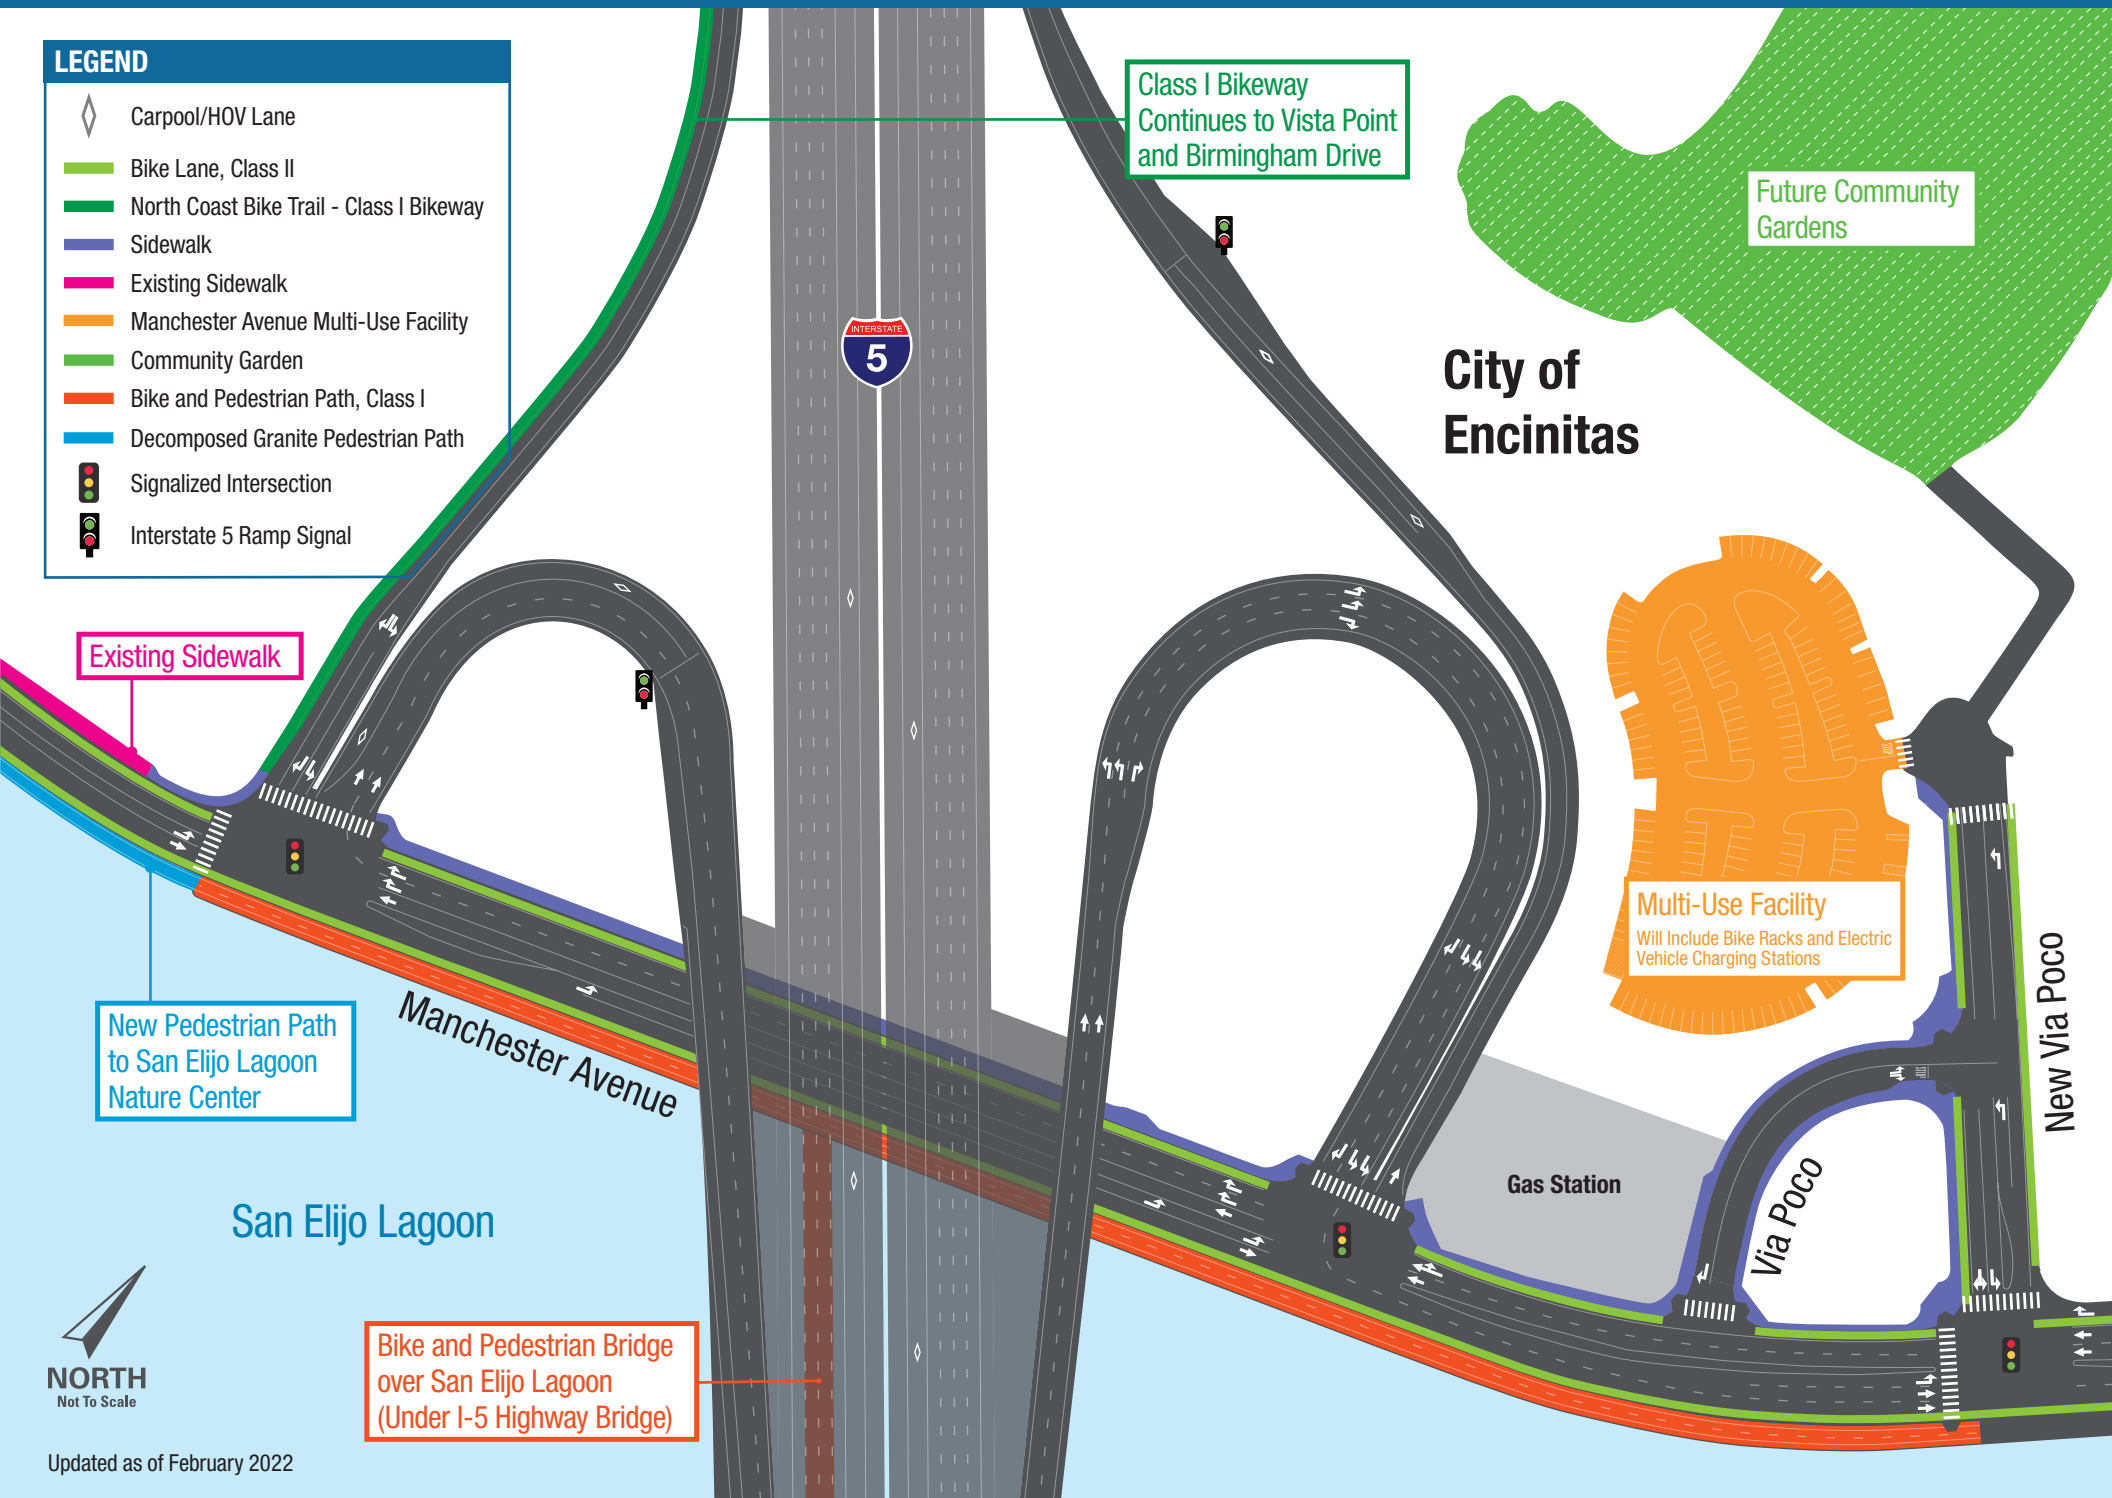 LEGEND
Carpool/HOV Lane
Bike Lane, Class II
North Coast Bike Trail - Class I Bikeway
Sidewalk
Existing Sidewalk
Manchester Avenue Multi-Use Facility
Community Garden
Bike and Pedestrian Path, Class I
Decomposed Granite Pedestrian Path
Signalized Intersection
Interstate 5 Ramp Signal
Class I Bikeway
Continues to Vista Point
and Birmingham Drive
Future Community
Gardens
INTERSTATE
5
City of
Encinitas
Existing Sidewalk
STOP
Multi-Use Facility
Will Include Bike Racks and Electric
Vehicle Charging Stations
New Via Poco
New Pedestrian Path
to San Elijo Lagoon
Nature Center
Manchester Avenue
STOP
Gas Station
Via Poco
San Elijo Lagoon
Bike and Pedestrian Bridge
over San Elijo Lagoon
(Under I-5 Highway Bridge)
NORTH
Not To Scale
Updated as of February 2022